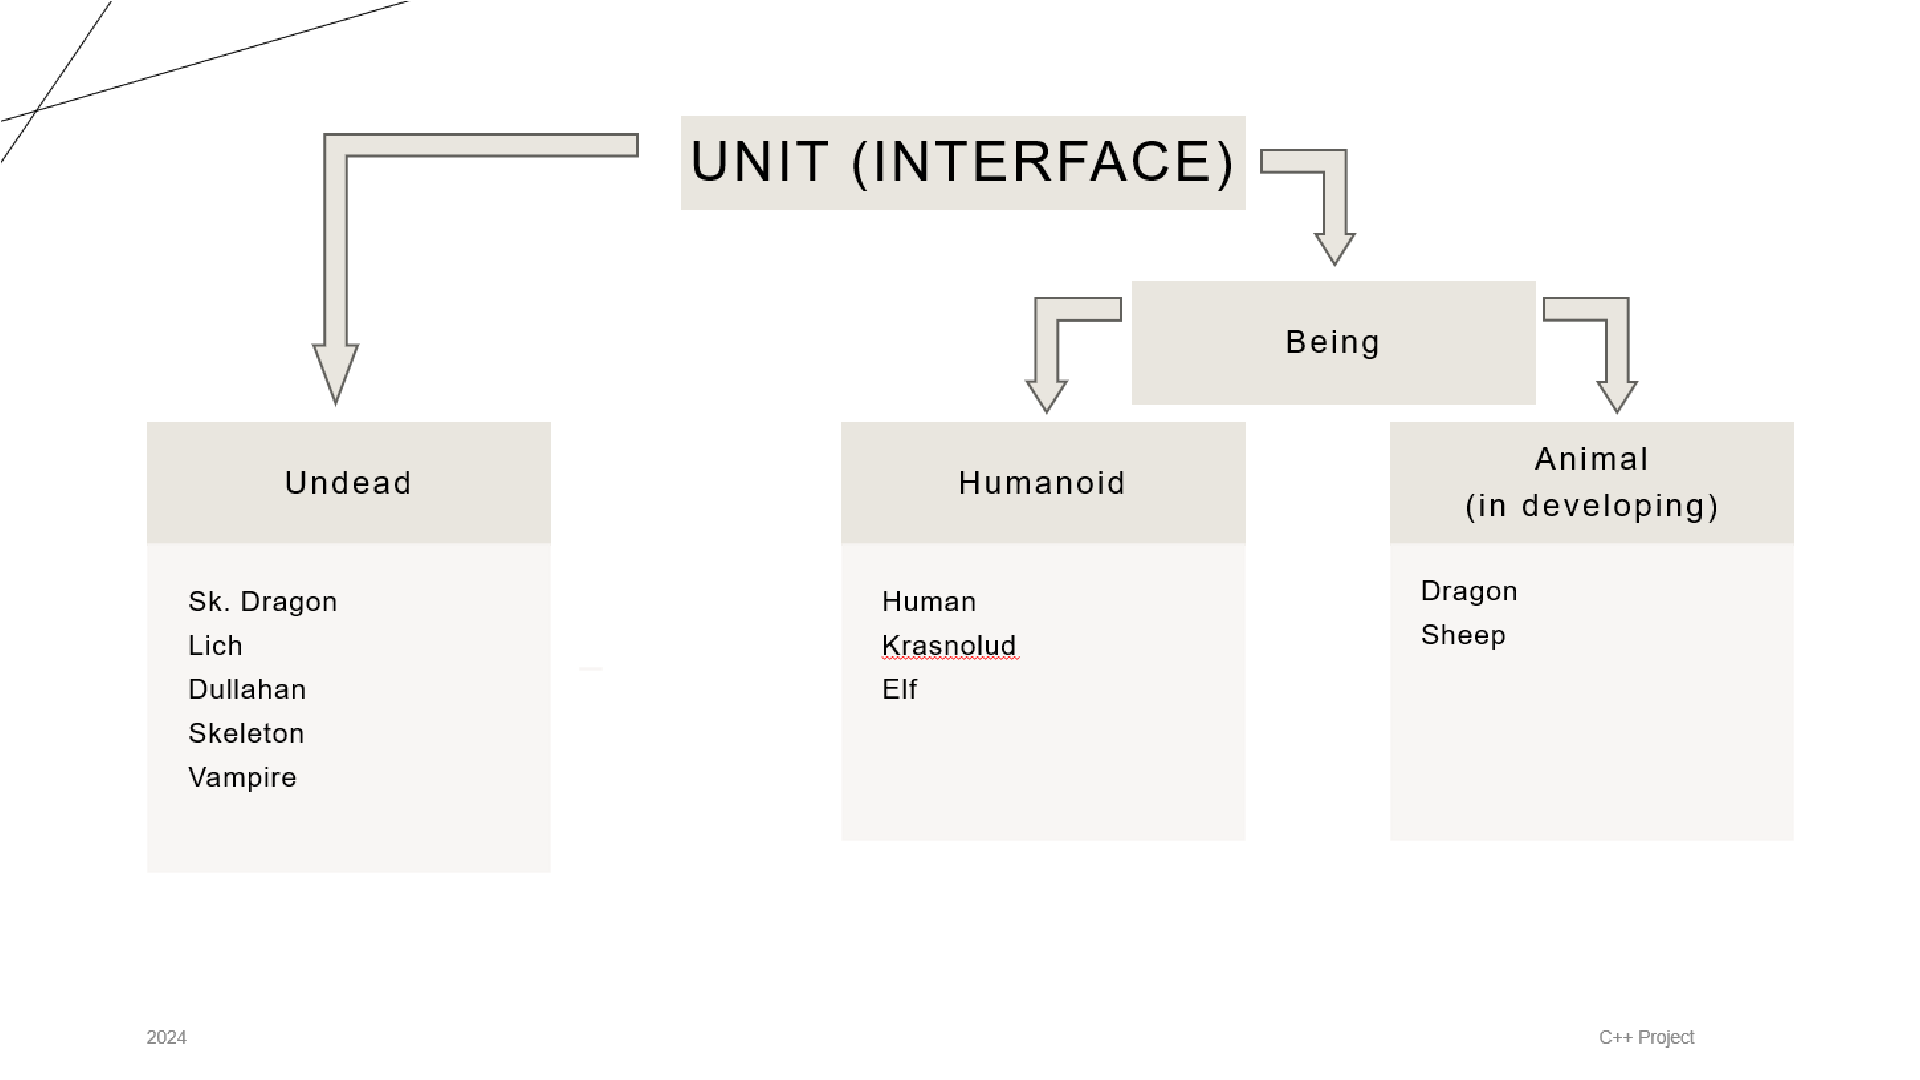 UNIT (INTERFACE)
Being
Undead
Humanoid
Animal
(in developing)
Sk. Dragon
Lich
Dullahan
Skeleton
Vampire
Human
Krasnolud
Elf
Dragon
Sheep
2024
C++ Project